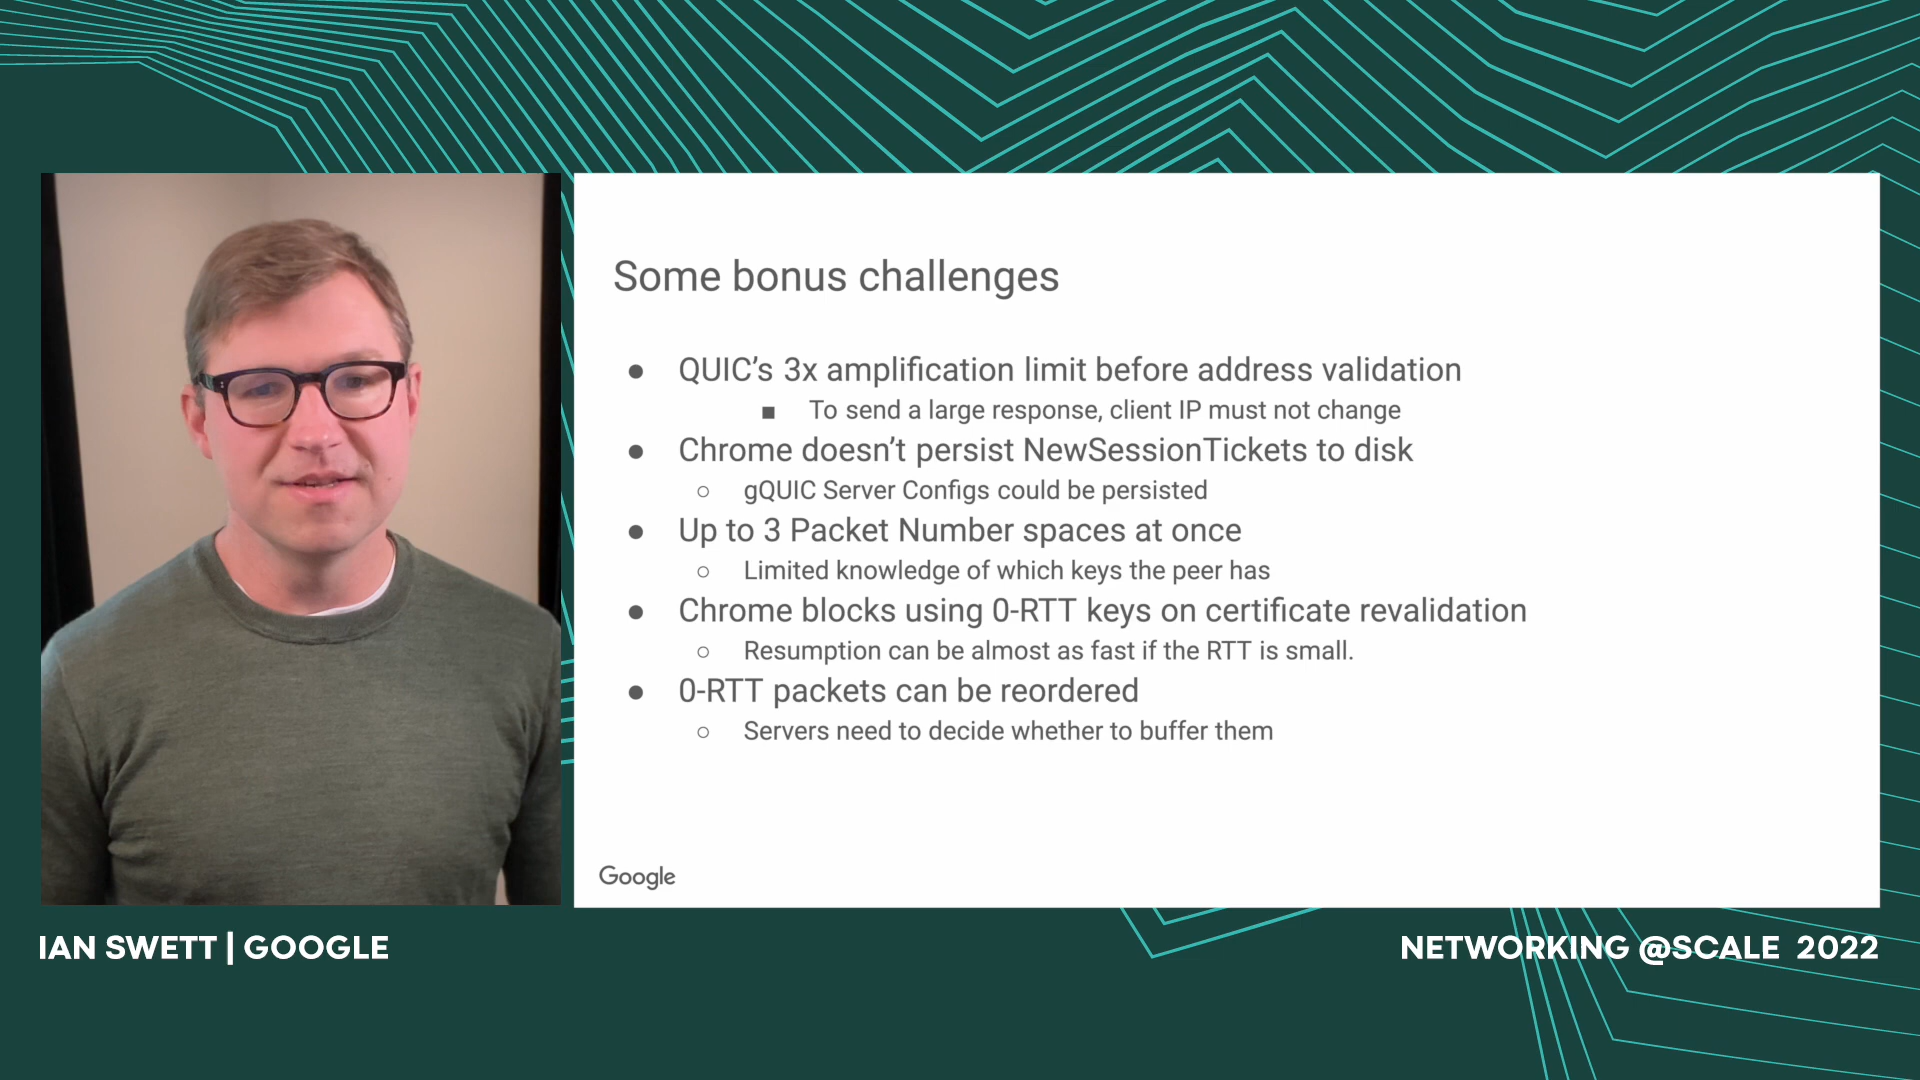 Some bonus challenges
● QUIC’s 3x amplification limit before address validation
■ To send a large response, client IP must not change
● Chrome doesn’t persist NewSessionTickets to disk
○ gQUIC Server Configs could be persisted
● Up to 3 Packet Number spaces at once
○ Limited knowledge of which keys the peer has
● Chrome blocks using 0-RTT keys on certificate revalidation
○ Resumption can be almost as fast if the RTT is small.
● 0-RTT packets can be reordered
○ Servers need to decide whether to buffer them
Google
IAN SWETT | GOOGLE
NETWORKING @SCALE 2022